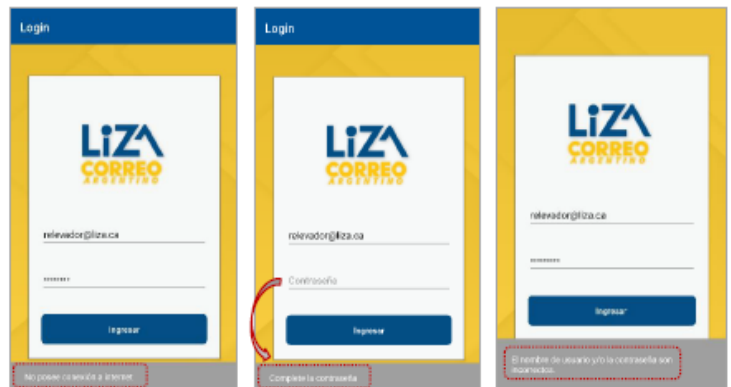 Login
LiZA
CORREO
ARGENTINO
relevador@liza.ca
********
Ingresar
No posee conexión a internet
Login
LiZA
CORREO
ARGENTINO
relevador@liza.ca
Contraseña
Ingresar
Complete la contraseña
LiZA
CORREO
ARGENTINO
relevador@liza.ca
*********
Ingresar
El nombre de usuario y/o la contraseña son
incorrectos.